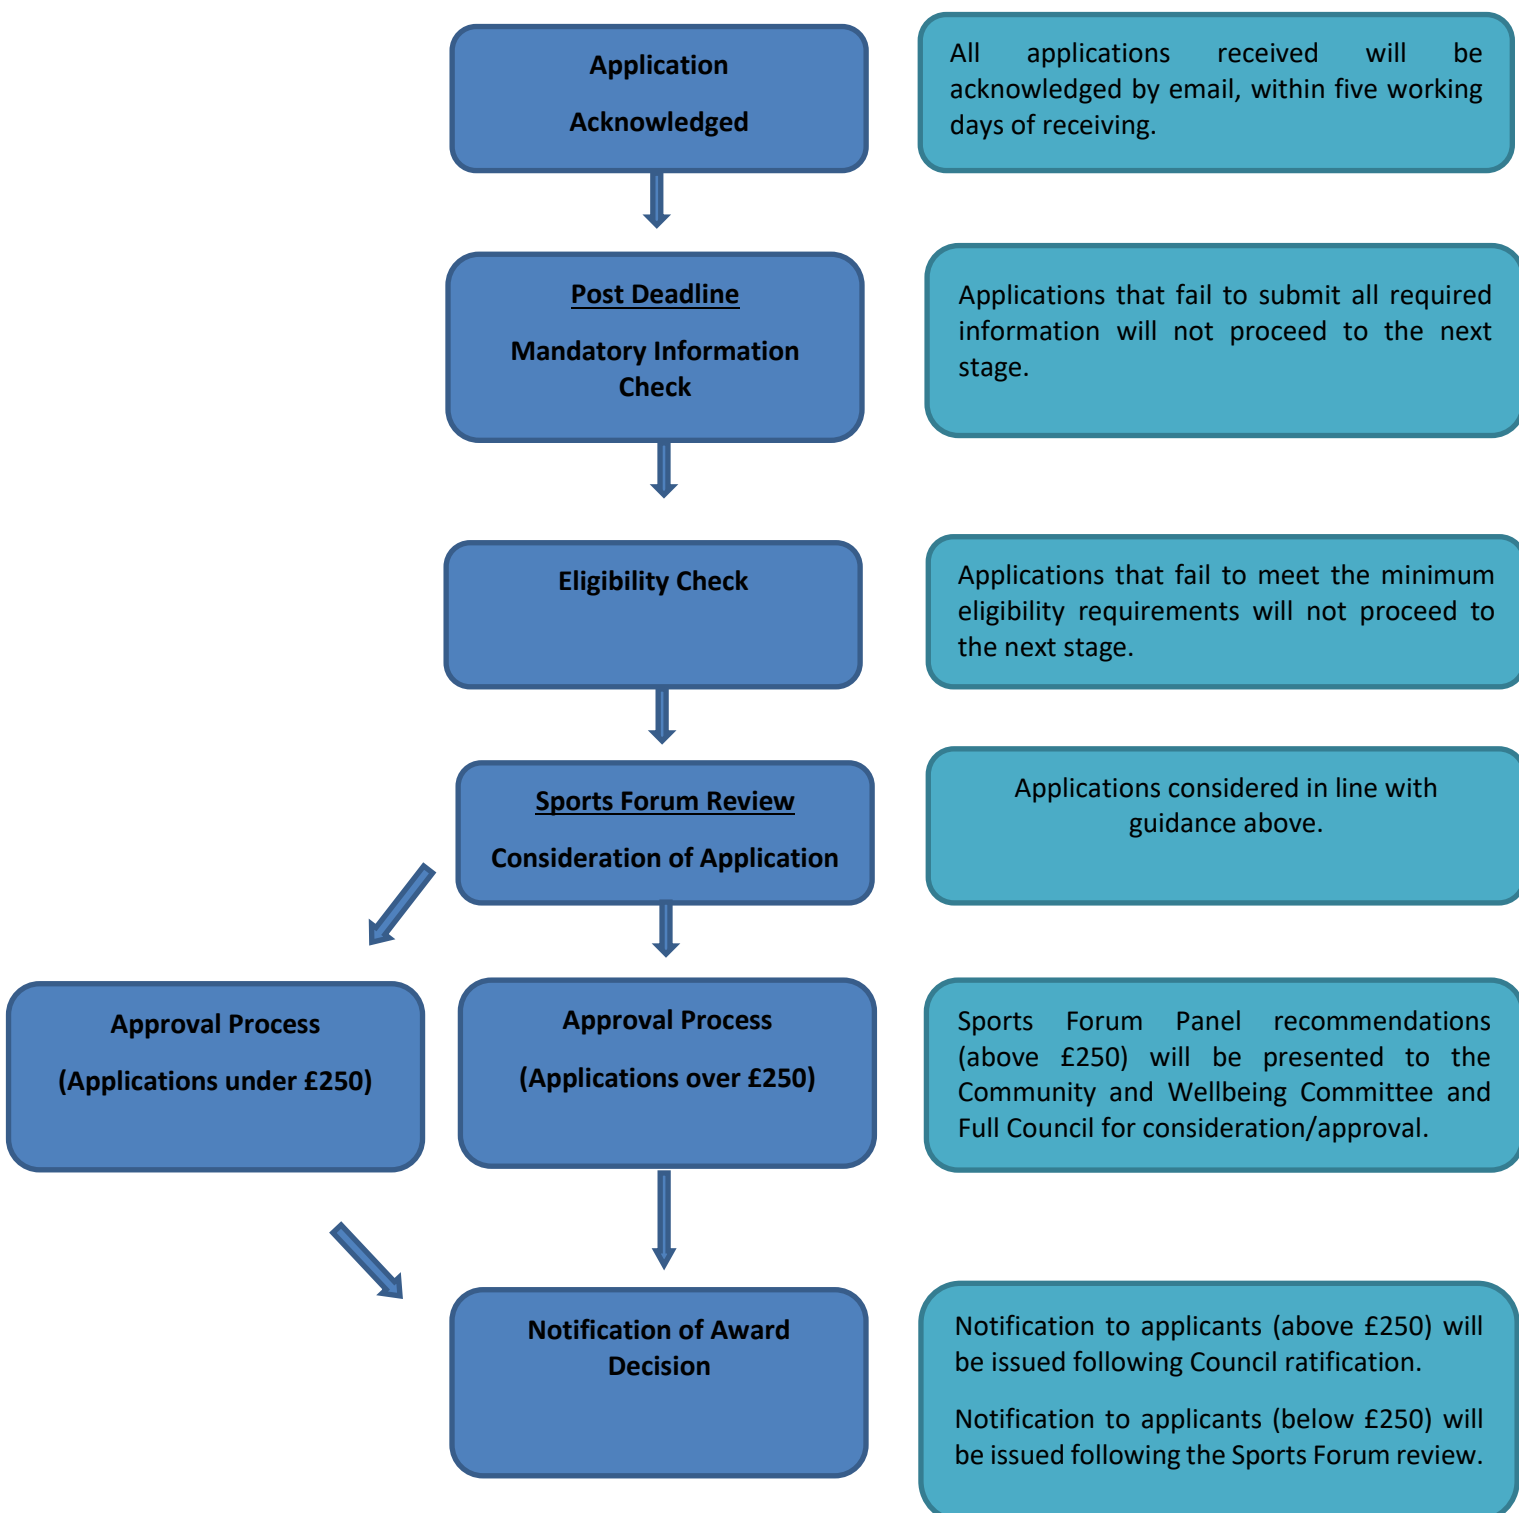 Application
Acknowledged
All applications received will be
acknowledged by email, within five working
days of receiving.
Post Deadline
Mandatory Information
Check
Applications that fail to submit all required
information will not proceed to the next
stage.
Eligibility Check
Applications that fail to meet the minimum
eligibility requirements will not proceed to
the next stage.
Sports Forum Review
Consideration of Application
Applications considered in line with
guidance above.
Approval Process
(Applications under £250)
Approval Process
(Applications over £250)
Sports Forum Panel recommendations
(above £250) will be presented to the
Community and Wellbeing Committee and
Full Council for consideration/approval.
Notification of Award
Decision
Notification to applicants (above £250) will
be issued following Council ratification.
Notification to applicants (below £250) will
be issued following the Sports Forum review.